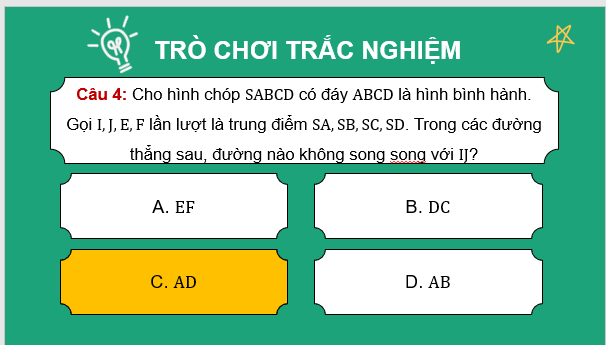 TRÒ CHƠI TRẮC NGHIỆM
Câu 4: Cho hình chóp SABCD có đáy ABCD là hình bình hành.
Gọi I, J, E, F lần lượt là trung điểm SA, SB, SC, SD. Trong các đường
thẳng sau, đường nào không song song với IJ?
A. EF
B. DC
C. AD
D. AB